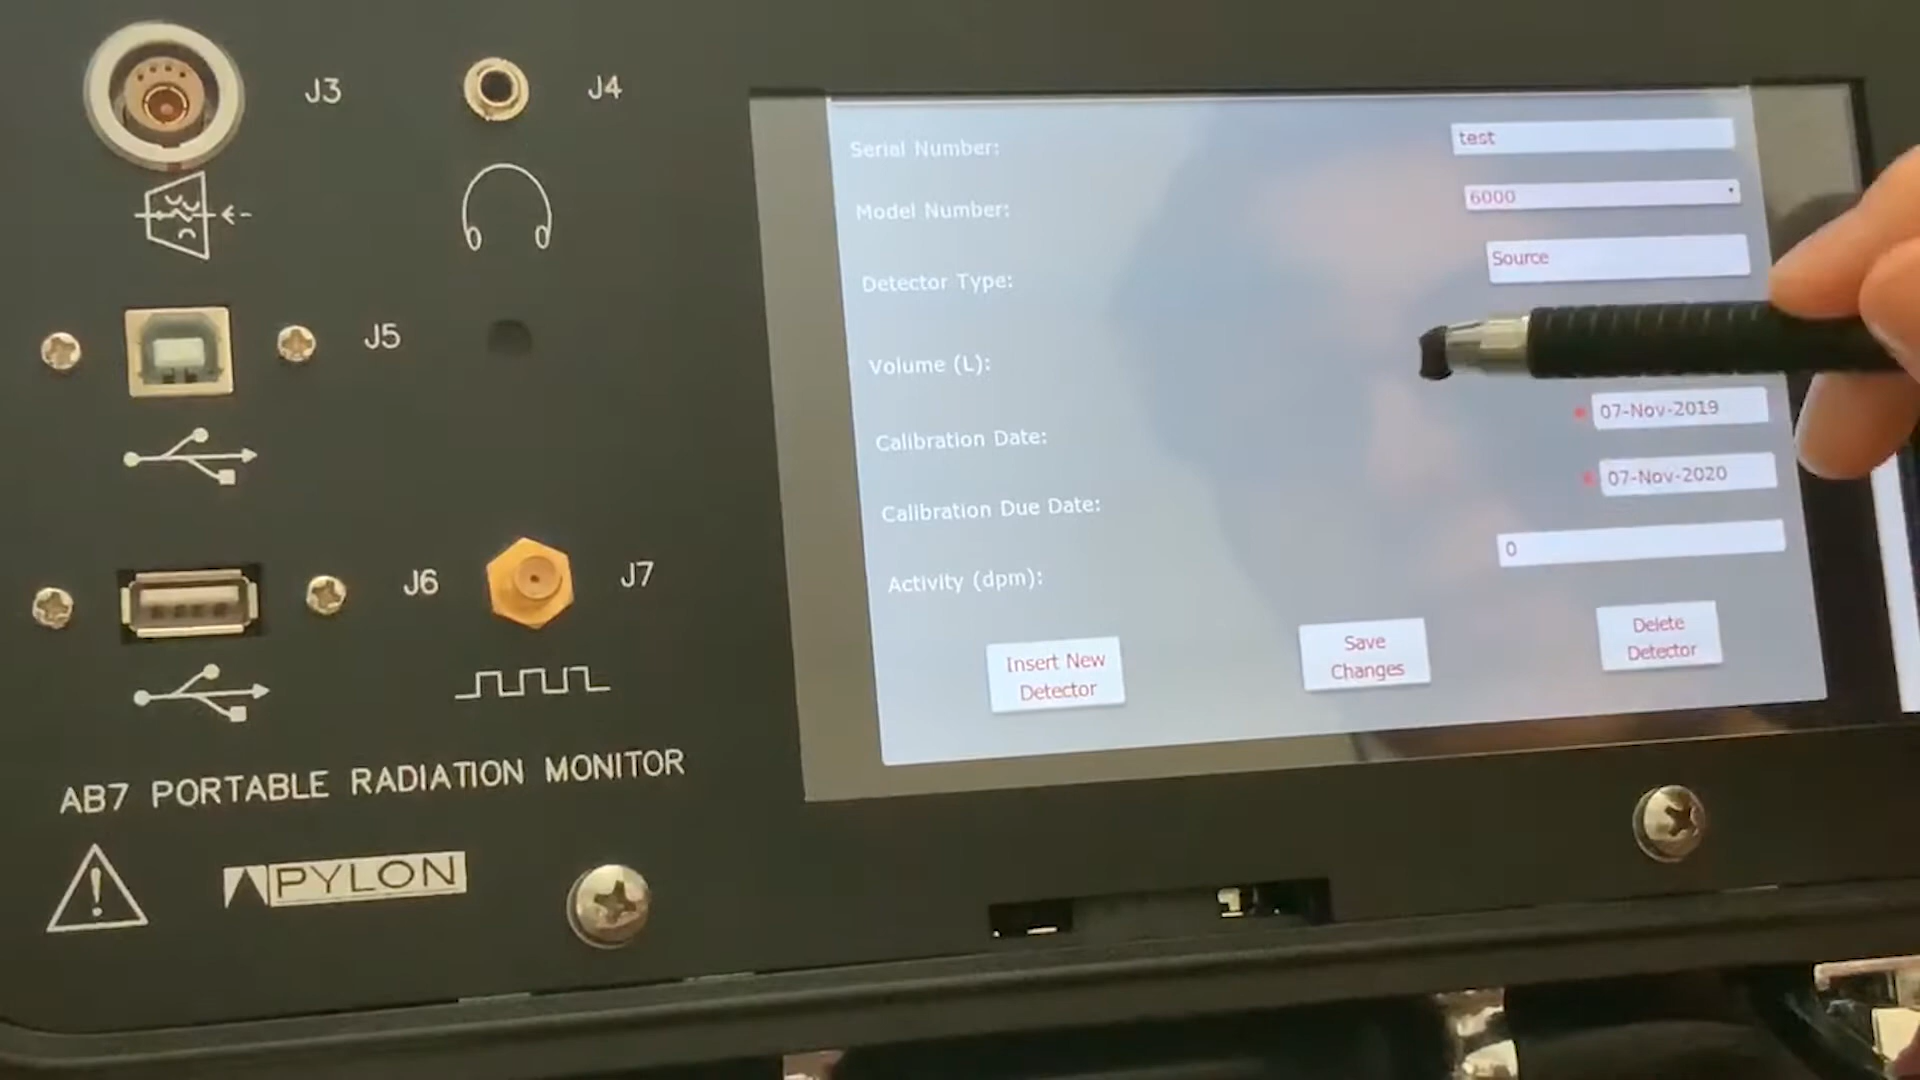 J3
J4
J5
J6
J7
AB7 PORTABLE RADIATION MONITOR
PYLON
Serial Number: test
Model Number: 6000
Detector Type: Source
Volume (L):
Calibration Date: 07-Nov-2019
Calibration Due Date: 07-Nov-2020
Activity (dpm): 0
Insert New
Detector
Save
Changes
Delete
Detector